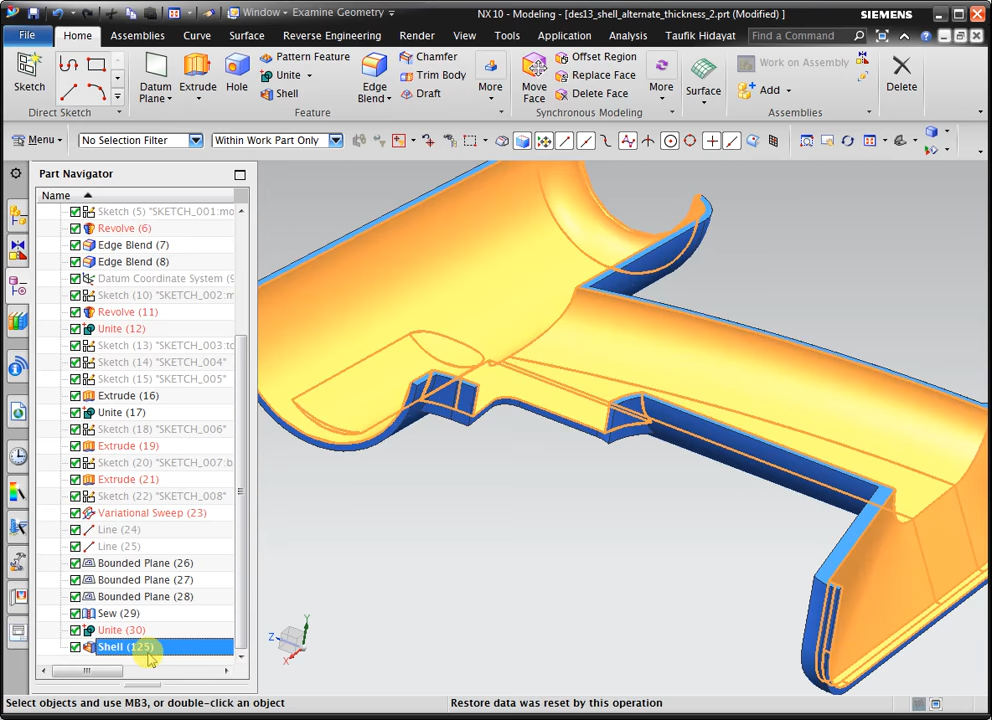 Window
Examine Geometry
NX 10 - Modeling - [des13_shell_alternate_thickness_2.prt (Modified) ]
SIEMENS
File
Home
Assemblies
Curve
Surface
Reverse Engineering
Render
View
Tools
Application
Analysis
Taufik Hidayat
Find a Command
Sketch
Datum Plane
Extrude
Hole
Pattern Feature
Unite
Shell
Edge Blend
Chamfer
Trim Body
Draft
More
Move Face
Offset Region
Replace Face
Delete Face
More
Surface
Work on Assembly
Add
Delete
Direct Sketch
Feature
Synchronous Modeling
Assemblies
Menu
No Selection Filter
Within Work Part Only
Part Navigator
Name
Sketch (5) "SKETCH_001:mo
Revolve (6)
Edge Blend (7)
Edge Blend (8)
Datum Coordinate System (9
Sketch (10) "SKETCH_002:m
Revolve (11)
Unite (12)
Sketch (13) "SKETCH_003:to
Sketch (14) "SKETCH_004"
Sketch (15) "SKETCH_005"
Extrude (16)
Unite (17)
Sketch (18) "SKETCH_006"
Extrude (19)
Sketch (20) "SKETCH_007:b
Extrude (21)
Sketch (22) "SKETCH_008"
Variational Sweep (23)
Line (24)
Line (25)
Bounded Plane (26)
Bounded Plane (27)
Bounded Plane (28)
Sew (29)
Unite (30)
Shell (125)
Z
Y
X
Select objects and use MB3, or double-click an object
Restore data was reset by this operation